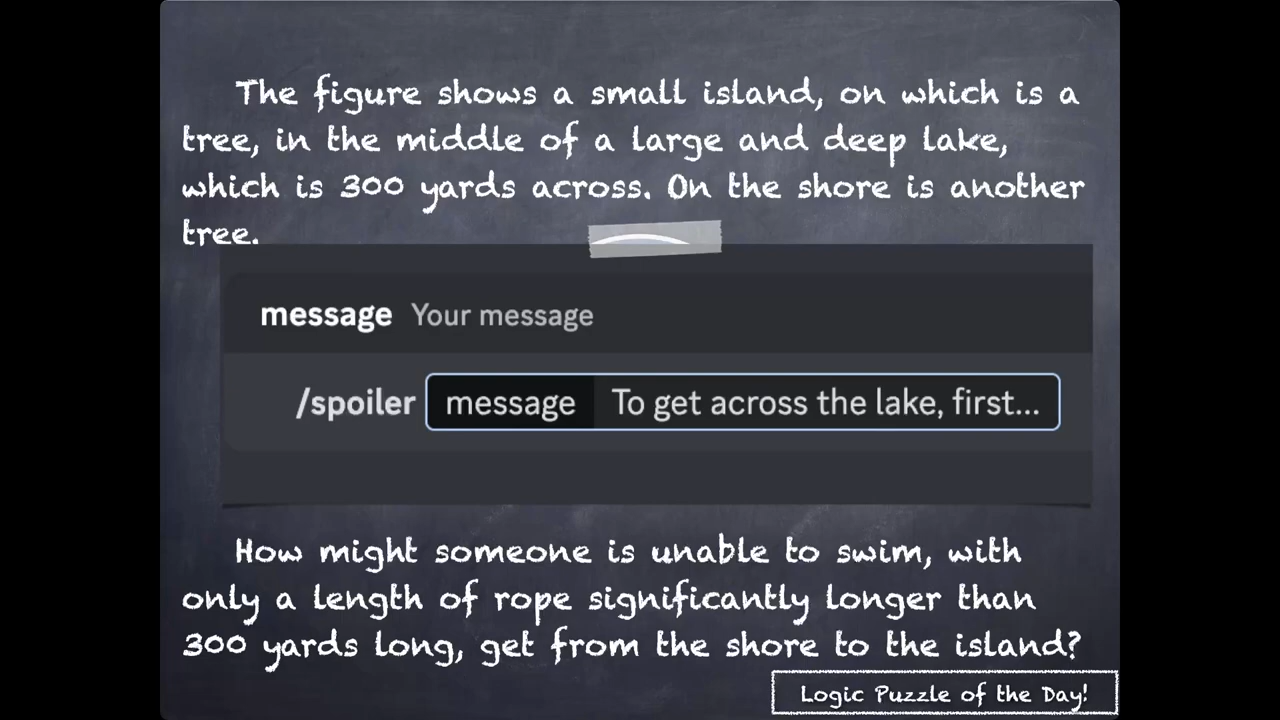 The figure shows a small island, on which is a
tree, in the middle of a large and deep lake,
which is 300 yards across. On the shore is another
tree.
message Your message
/spoiler message To get across the lake, first...
How might someone is unable to swim, with
only a length of rope significantly longer than
300 yards long, get from the shore to the island?
Logic Puzzle of the Day!